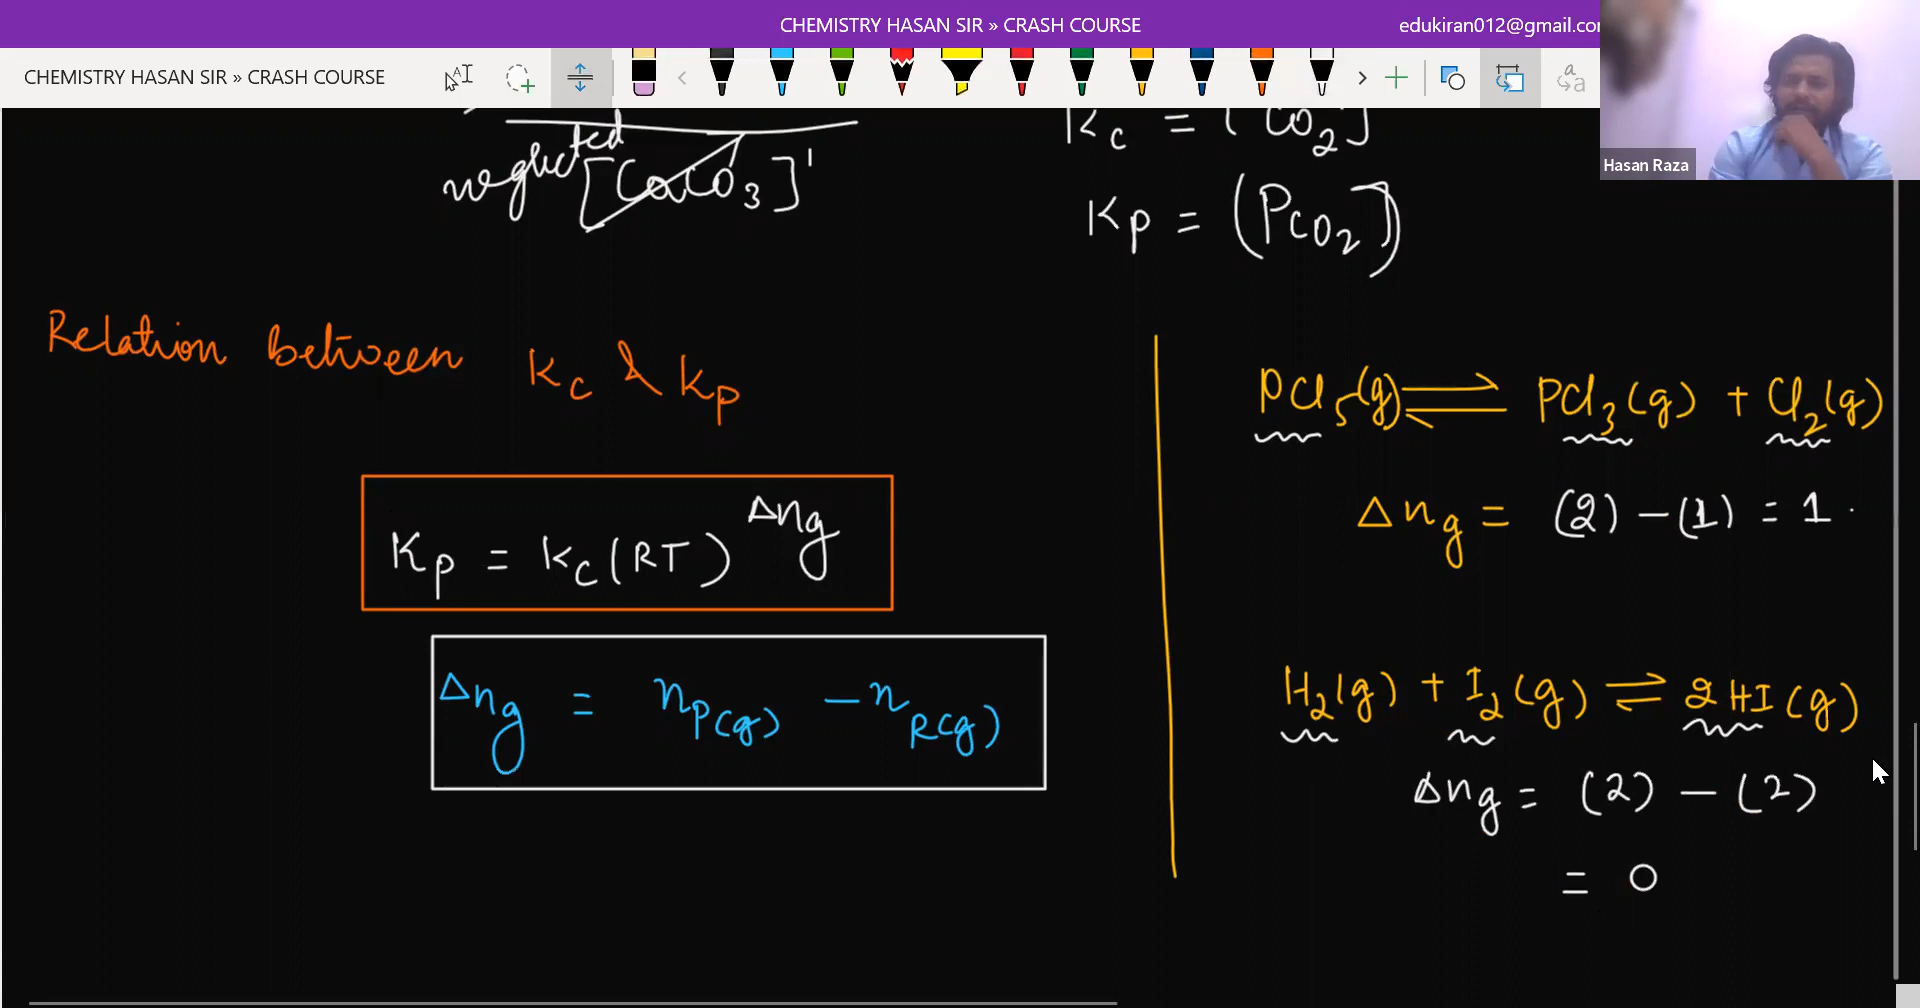 CHEMISTRY HASAN SIR » CRASH COURSE
edukiran012@gmail.co
CHEMISTRY HASAN SIR » CRASH COURSE
Hasan Raza
neglected [CaCO₃]'
Kc = [CO₂]
Kp = (PCO₂)
Relation between Kc & Kp
Kp = Kc(RT)^Δng
Δng = nP(g) - nR(g)
PCl₅(g) ⇌ PCl₃(g) + Cl₂(g)
Δng = (2) - (1) = 1
H₂(g) + I₂(g) ⇌ 2HI(g)
Δng = (2) - (2)
= 0